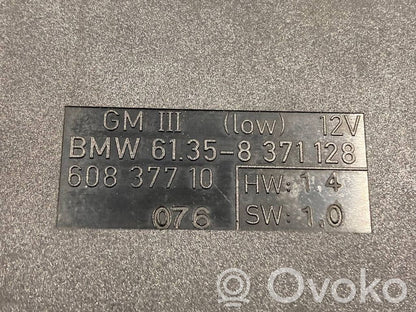 GM III (low) 12V
BMW 61.35-8 371 128
608 377 10 HW: 1.4
076 SW: 1.0
Ovoko